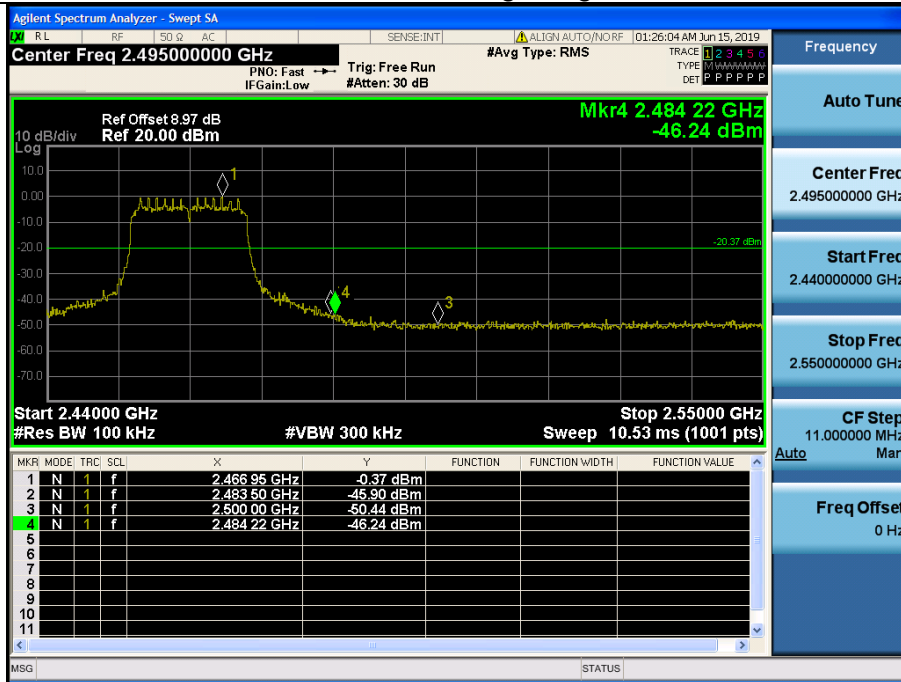 Agilent Spectrum Analyzer - Swept SA
LXI RL RF 50 Ω AC SENSE:INT ALIGN AUTO/NO RF 01:26:04 AM Jun 15, 2019
Center Freq 2.495000000 GHz
PNO: Fast
IFGain:Low
Trig: Free Run
#Atten: 30 dB
#Avg Type: RMS
TRACE 1 2 3 4 5 6
TYPE M
DET P P P P P P
Mkr4 2.484 22 GHz
-46.24 dBm
Ref Offset 8.97 dB
10 dB/div Ref 20.00 dBm
Log
10.0
0.00
-10.0
-20.0
-30.0
-40.0
-50.0
-60.0
-70.0
1
4
3
-20.37 dBm
Start 2.44000 GHz Stop 2.55000 GHz
#Res BW 100 kHz #VBW 300 kHz Sweep 10.53 ms (1001 pts)
MKR MODE TRC SCL X Y FUNCTION FUNCTION WIDTH FUNCTION VALUE
1 N 1 f 2.466 95 GHz -0.37 dBm
2 N 1 f 2.483 50 GHz -45.90 dBm
3 N 1 f 2.500 00 GHz -50.44 dBm
4 N 1 f 2.484 22 GHz -46.24 dBm
5
6
7
8
9
10
11
MSG STATUS
Frequency
Auto Tune
Center Freq
2.495000000 GHz
Start Freq
2.440000000 GHz
Stop Freq
2.550000000 GHz
CF Step
11.000000 MHz
Auto Man
Freq Offset
0 Hz